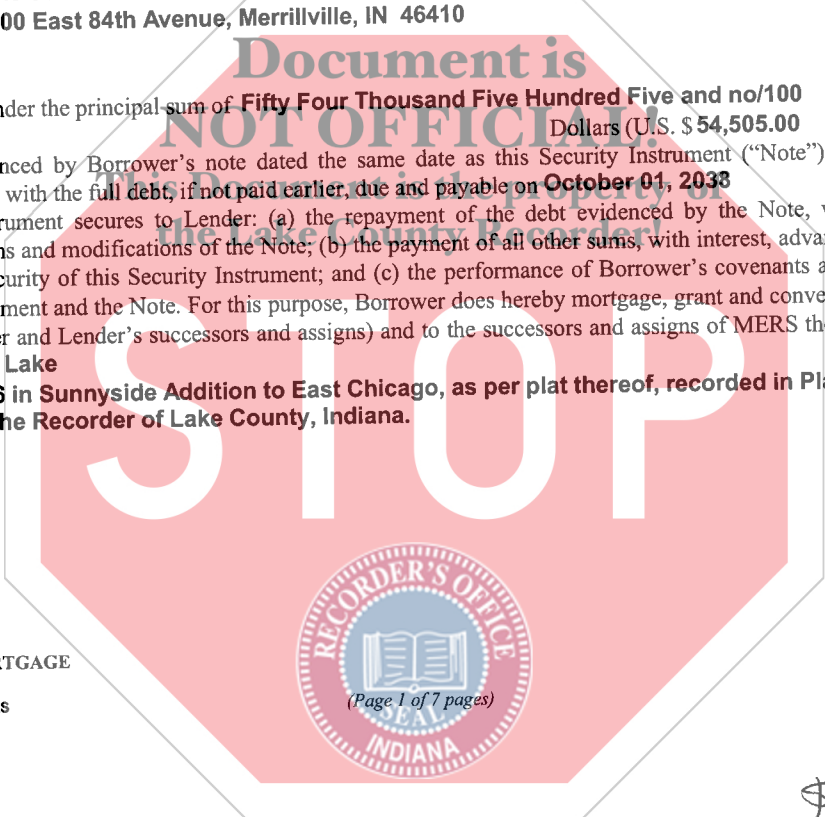 00 East 84th Avenue, Merrillville, IN 46410
Document is
nder the principal sum of Fifty Four Thousand Five Hundred Five and no/100
NOT OFFICIAL!
Dollars (U.S. $ 54,505.00
nced by Borrower's note dated the same date as this Security Instrument ("Note")
with the full debt, if not paid earlier, due and payable on October 01, 2038
This Document is the property of
rument secures to Lender: (a) the repayment of the debt evidenced by the Note,
the Lake County Recorder!
ns and modifications of the Note; (b) the payment of all other sums, with interest, advan
curity of this Security Instrument; and (c) the performance of Borrower's covenants a
ment and the Note. For this purpose, Borrower does hereby mortgage, grant and conve
r and Lender's successors and assigns) and to the successors and assigns of MERS th
Lake
6 in Sunnyside Addition to East Chicago, as per plat thereof, recorded in Pla
he Recorder of Lake County, Indiana.
STOP
RECORDER'S OFFICE
RTGAGE
s
(Page 1 of 7 pages)
SEAL
INDIANA